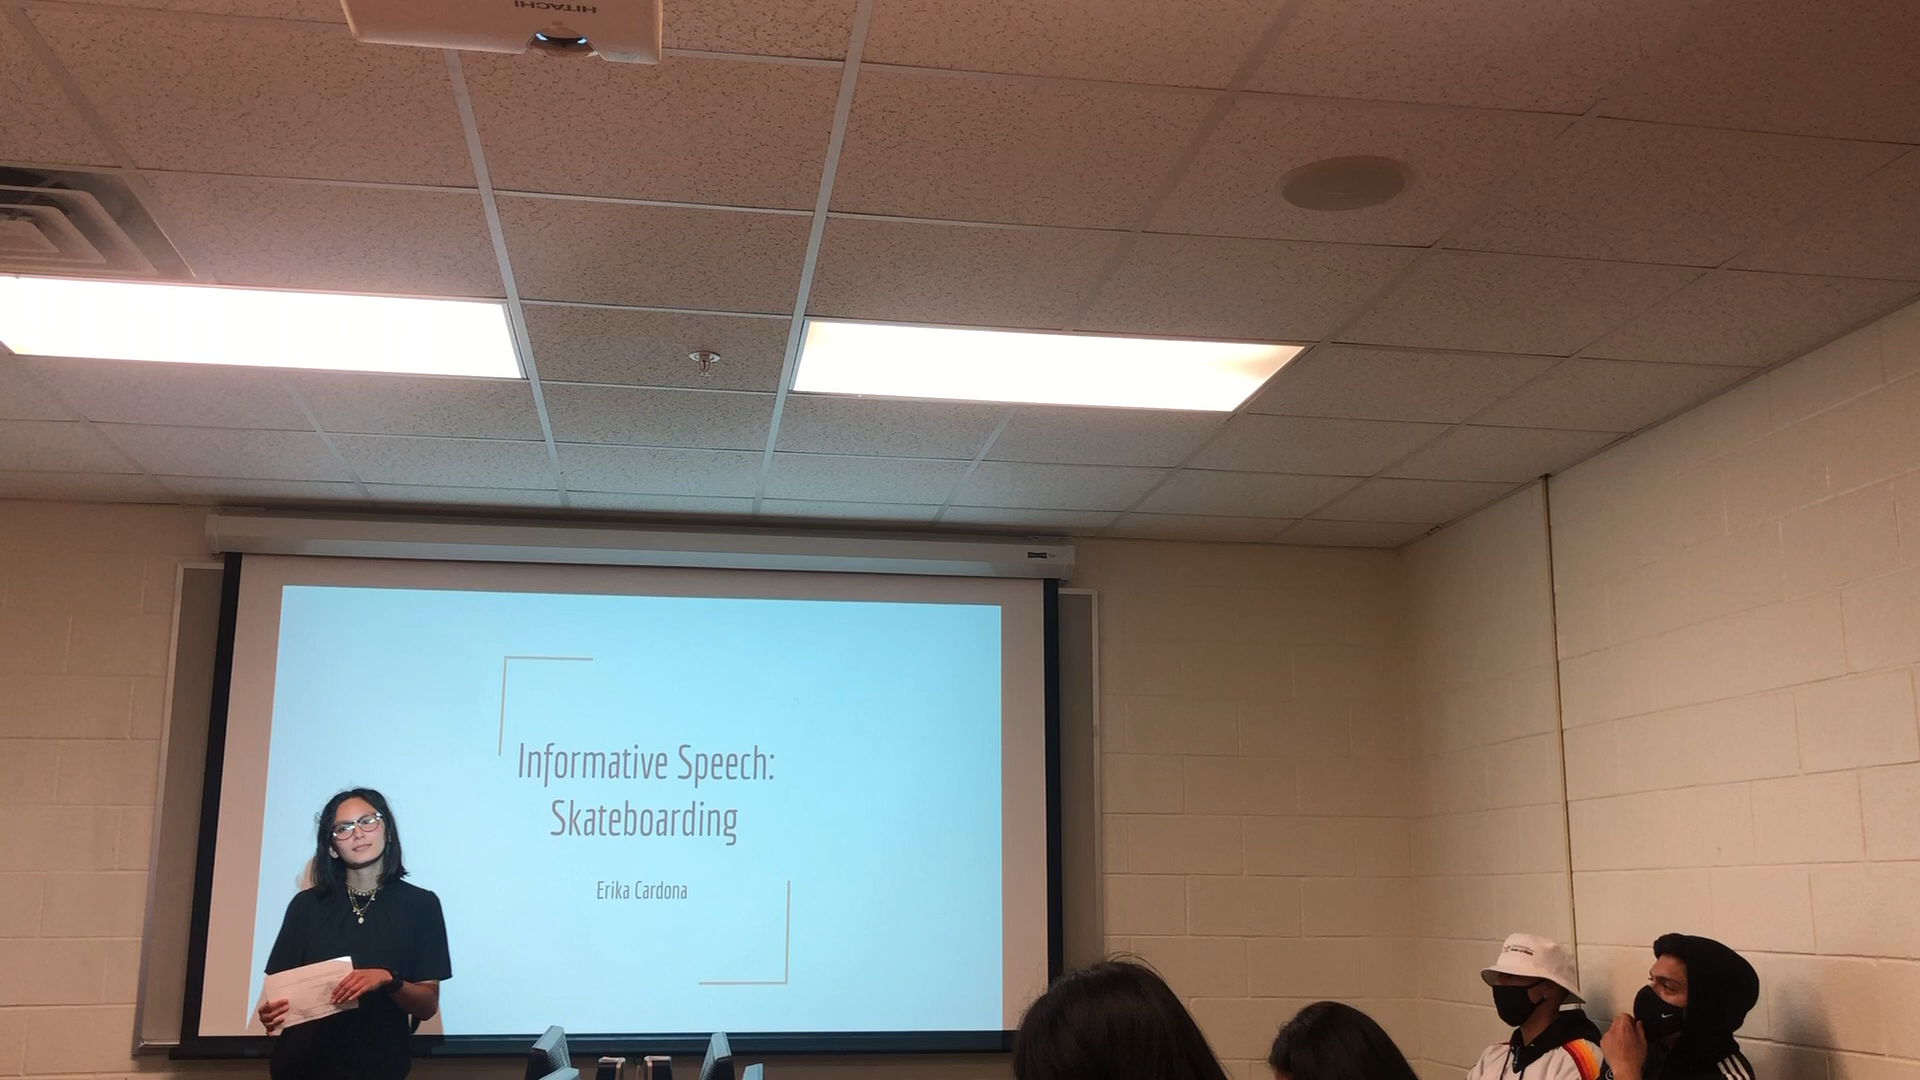 HITACHI
Informative Speech:
Skateboarding
Erika Cardona